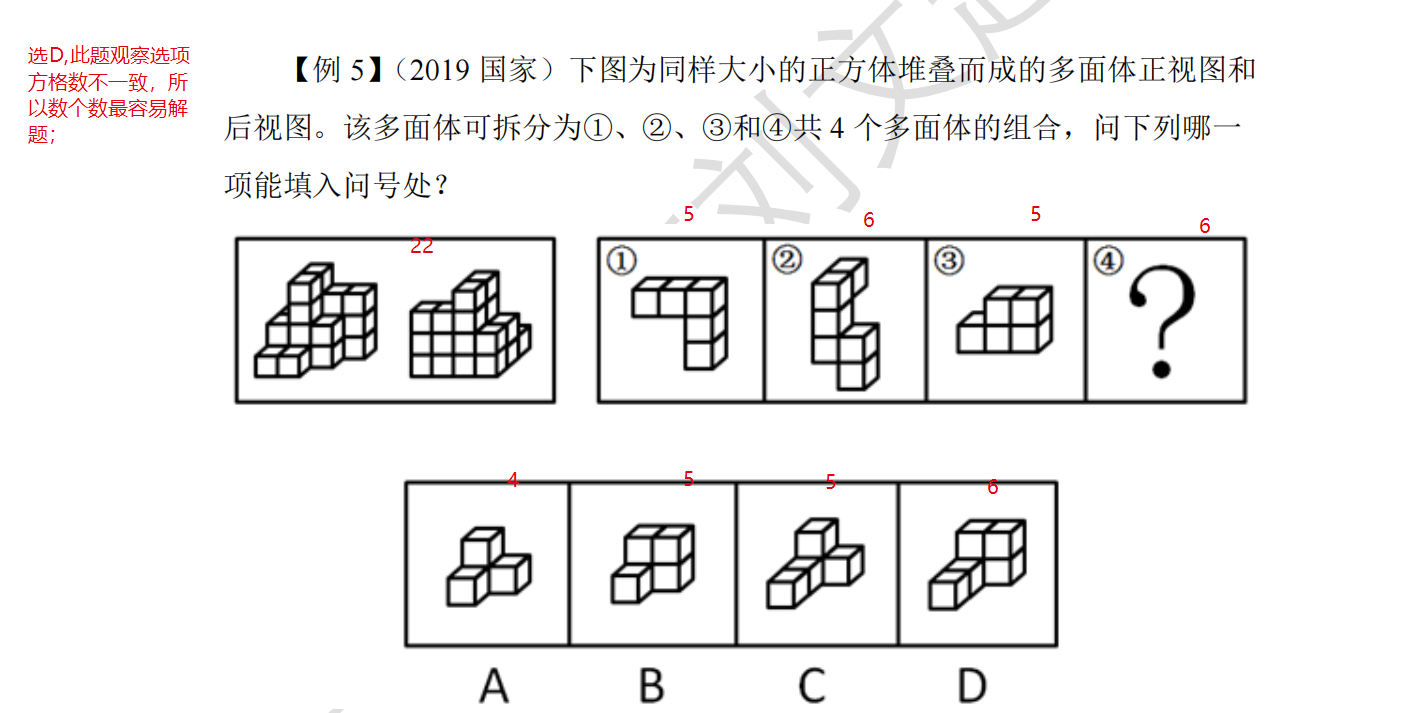 选D,此题观察选项
方格数不一致，所
以数个数最容易解
题；
【例 5】（2019 国家）下图为同样大小的正方体堆叠而成的多面体正视图和
后视图。该多面体可拆分为①、②、③和④共 4 个多面体的组合，问下列哪一
项能填入问号处？
5 6 5 6
22
① ② ③ ④ ?
4 5 5 6
A B C D